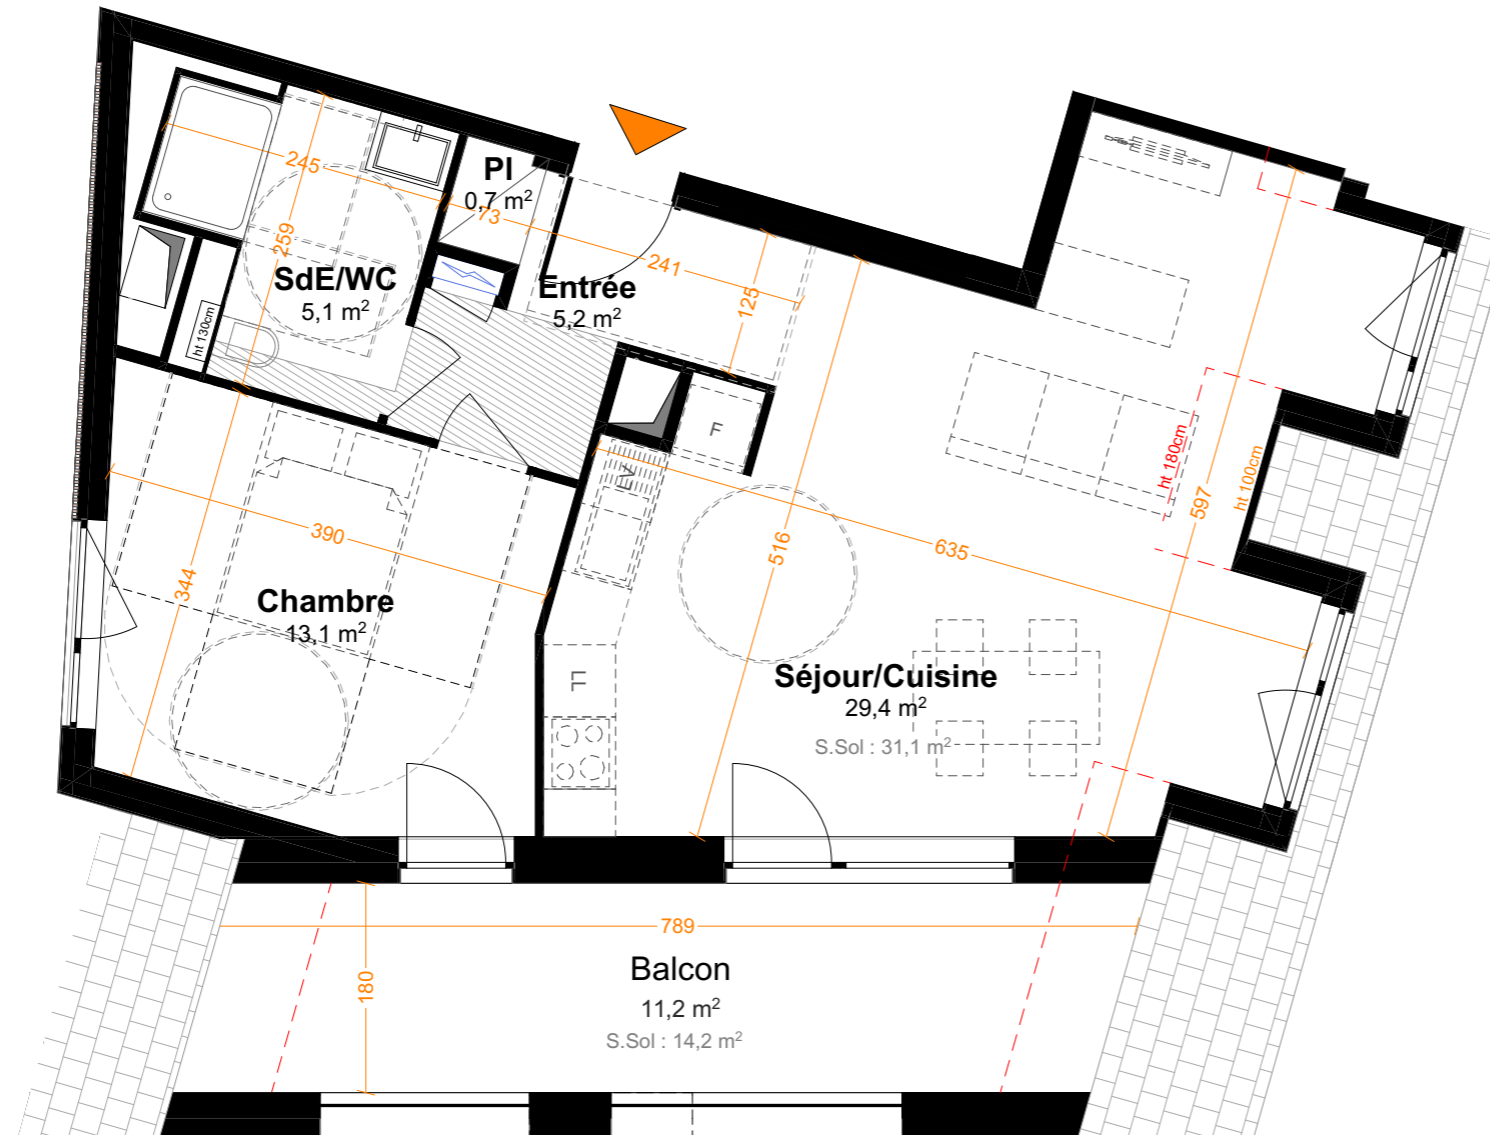 Pl
0,7 m²
245
73
259
SdE/WC
5,1 m²
241
Entrée
5,2 m²
125
ht 130cm
F
LV
ht 180cm
ht 100cm
597
516
635
390
344
Chambre
13,1 m²
LL
Séjour/Cuisine
29,4 m²
S.Sol : 31,1 m²
789
180
Balcon
11,2 m²
S.Sol : 14,2 m²